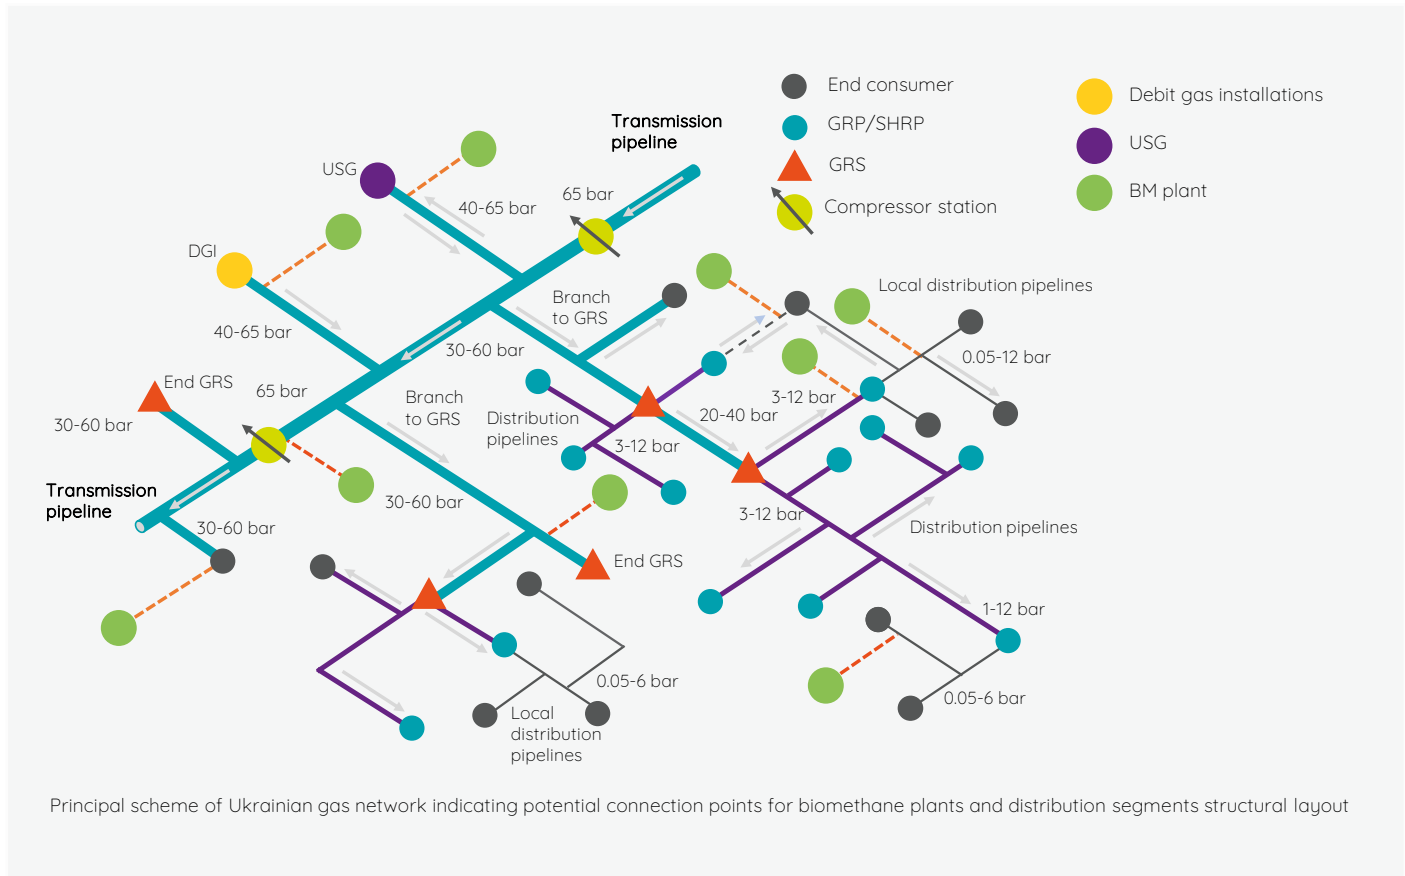 End consumer
Debit gas installations
Transmission
pipeline
GRP/SHRP
USG
GRS
USG
65 bar
BM plant
40-65 bar
Compressor station
DGI
Local distribution pipelines
Branch
to GRS
40-65 bar
30-60 bar
0.05-12 bar
End GRS
65 bar
Branch
to GRS
3-12 bar
20-40 bar
30-60 bar
Distribution
pipelines
3-12 bar
Transmission
pipeline
30-60 bar
3-12 bar
30-60 bar
Distribution pipelines
End GRS
1-12 bar
0.05-6 bar
0.05-6 bar
Local
distribution
pipelines
Principal scheme of Ukrainian gas network indicating potential connection points for biomethane plants and distribution segments structural layout